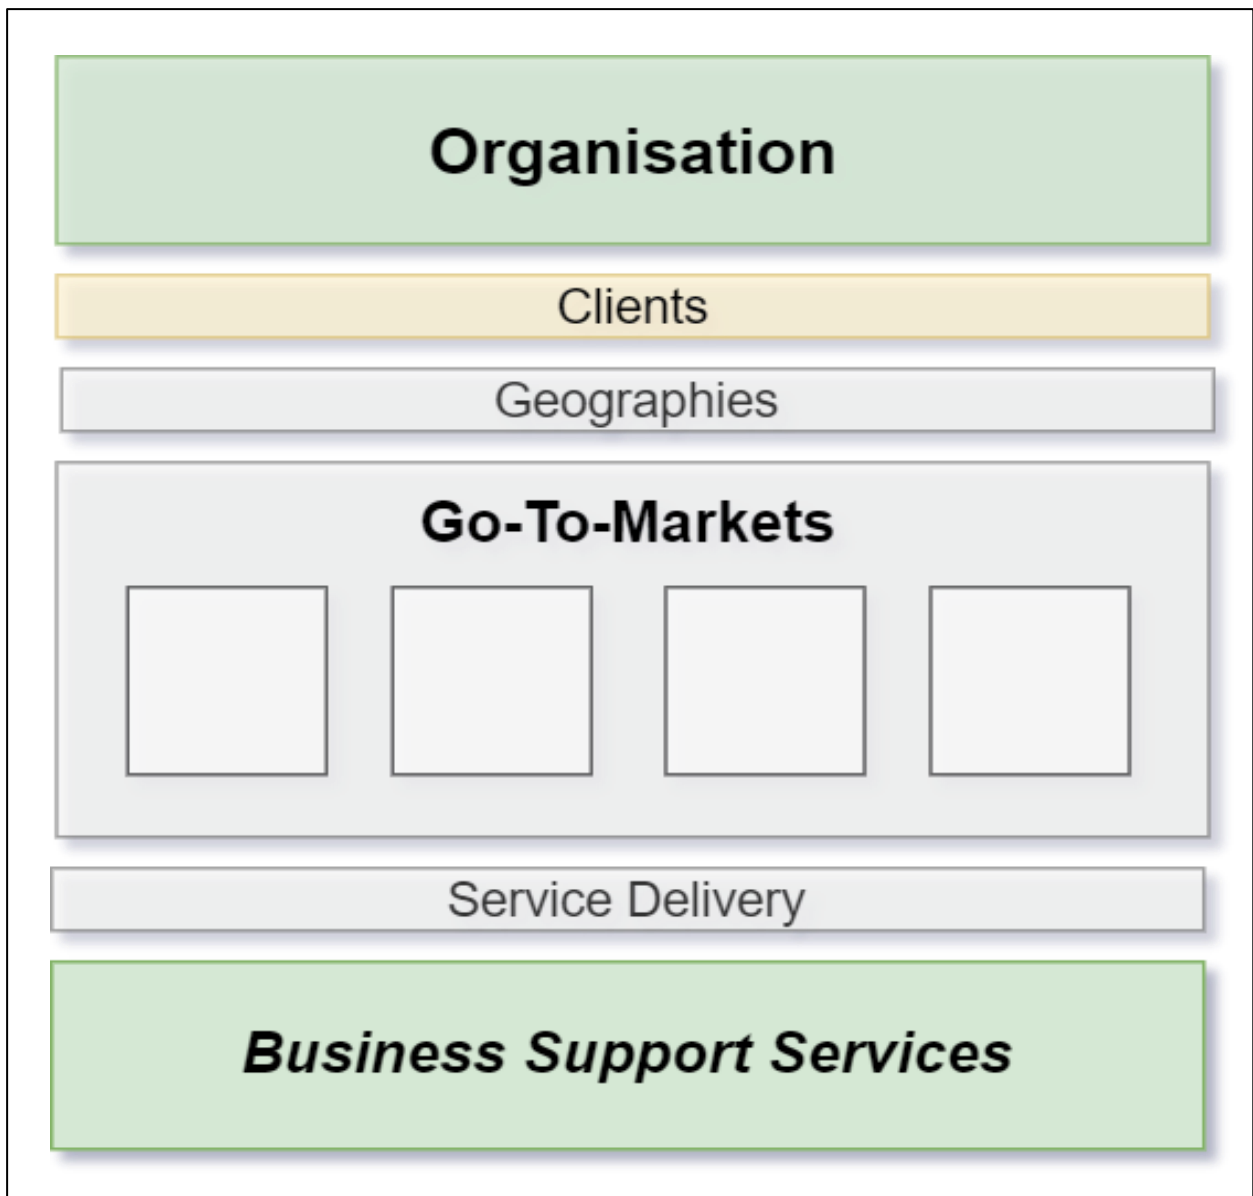 Organisation
Clients
Geographies
Go-To-Markets
Service Delivery
Business Support Services